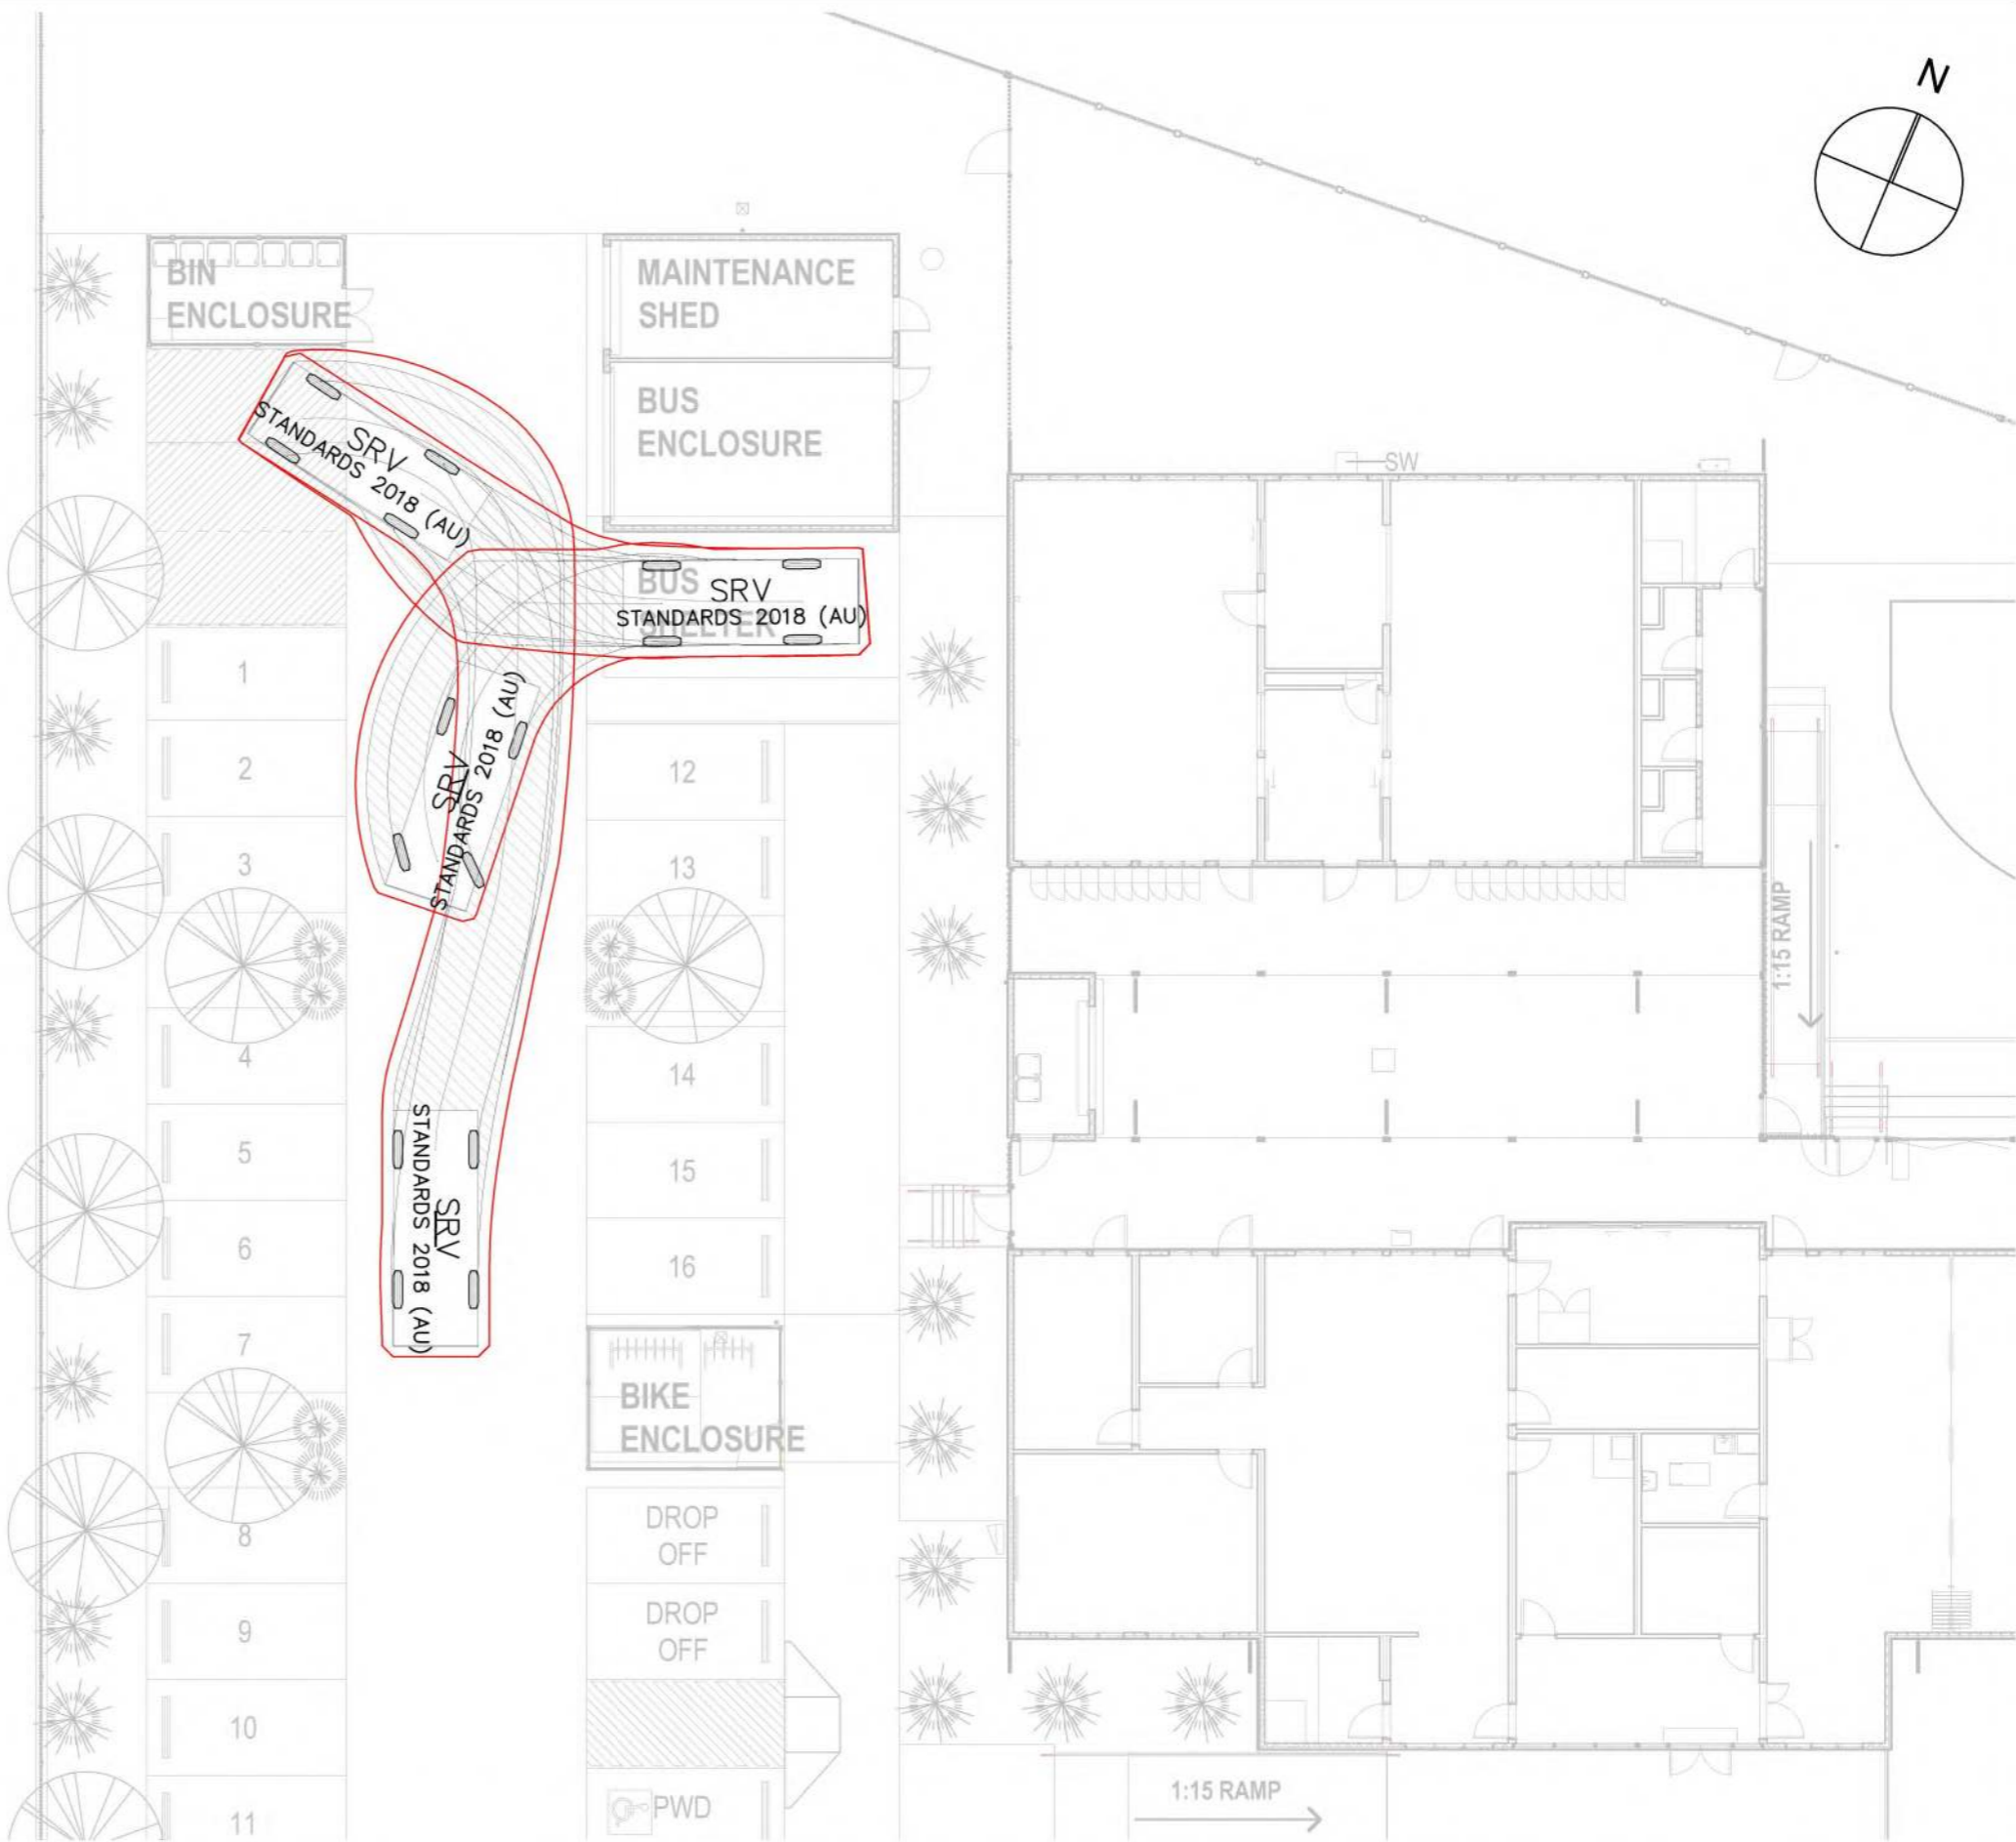 N
BIN
ENCLOSURE
MAINTENANCE
SHED
BUS
ENCLOSURE
SW
SRV
STANDARDS 2018 (AU)
BUS
SHELTER
SRV
STANDARDS 2018 (AU)
1
2
3
4
5
6
7
8
9
10
11
SRV
STANDARDS 2018 (AU)
SRV
STANDARDS 2018 (AU)
12
13
14
15
16
BIKE
ENCLOSURE
DROP
OFF
DROP
OFF
PWD
1:15 RAMP
1:15 RAMP